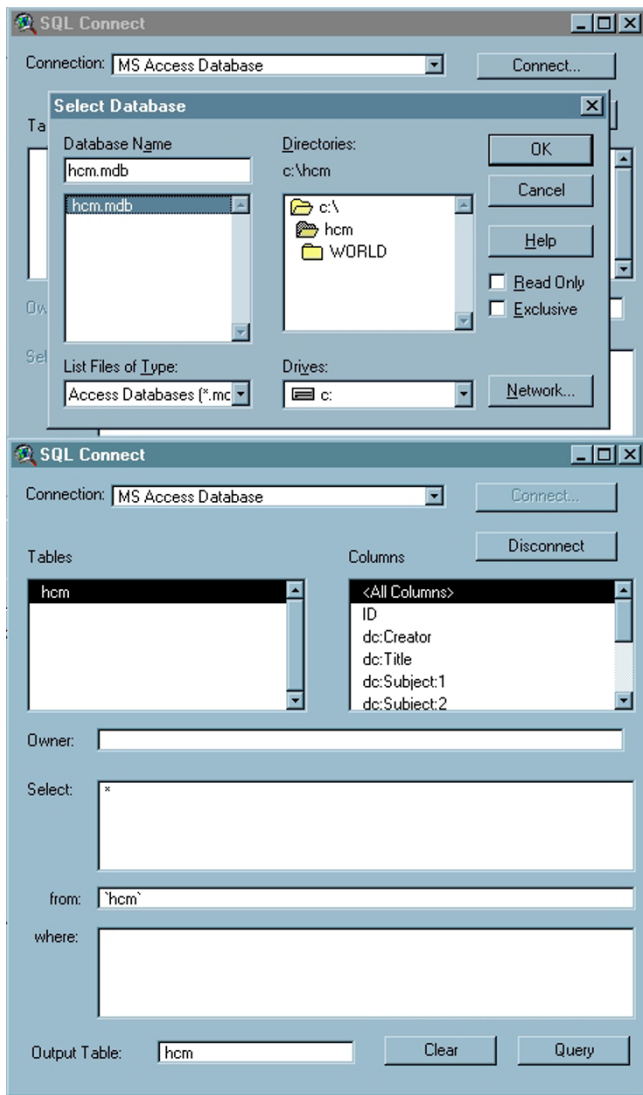 SQL Connect
Connection: MS Access Database Connect...
Select Database
Ta
Database Name Directories: OK
hcm.mdb c:\hcm
hcm.mdb c:\ Cancel
hcm
WORLD Help
Read Only
Exclusive
Ow
Sel
List Files of Type: Drives:
Access Databases (*.mc c: Network...
SQL Connect
Connection: MS Access Database Connect...
Disconnect
Tables Columns
hcm <All Columns>
ID
dc:Creator
dc:Title
dc:Subject:1
dc:Subject:2
Owner:
Select: *
from: `hcm`
where:
Output Table: hcm Clear Query